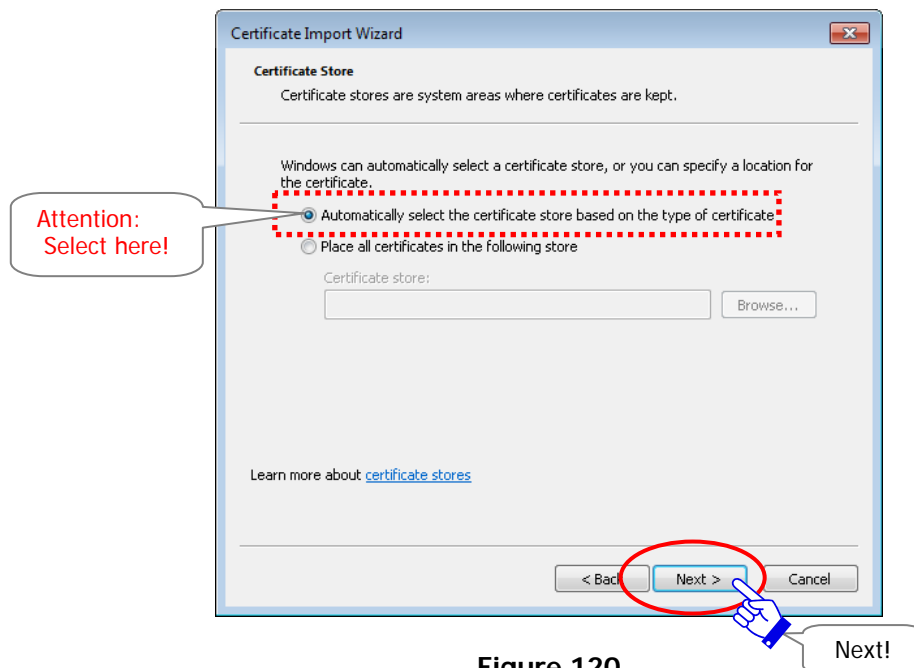 Certificate Import Wizard
Certificate Store
Certificate stores are system areas where certificates are kept.
Windows can automatically select a certificate store, or you can specify a location for
the certificate.
Attention:
Select here!
Automatically select the certificate store based on the type of certificate
Place all certificates in the following store
Certificate store:
Browse...
Learn more about certificate stores
< Back
Next >
Cancel
Next!
Figure 120